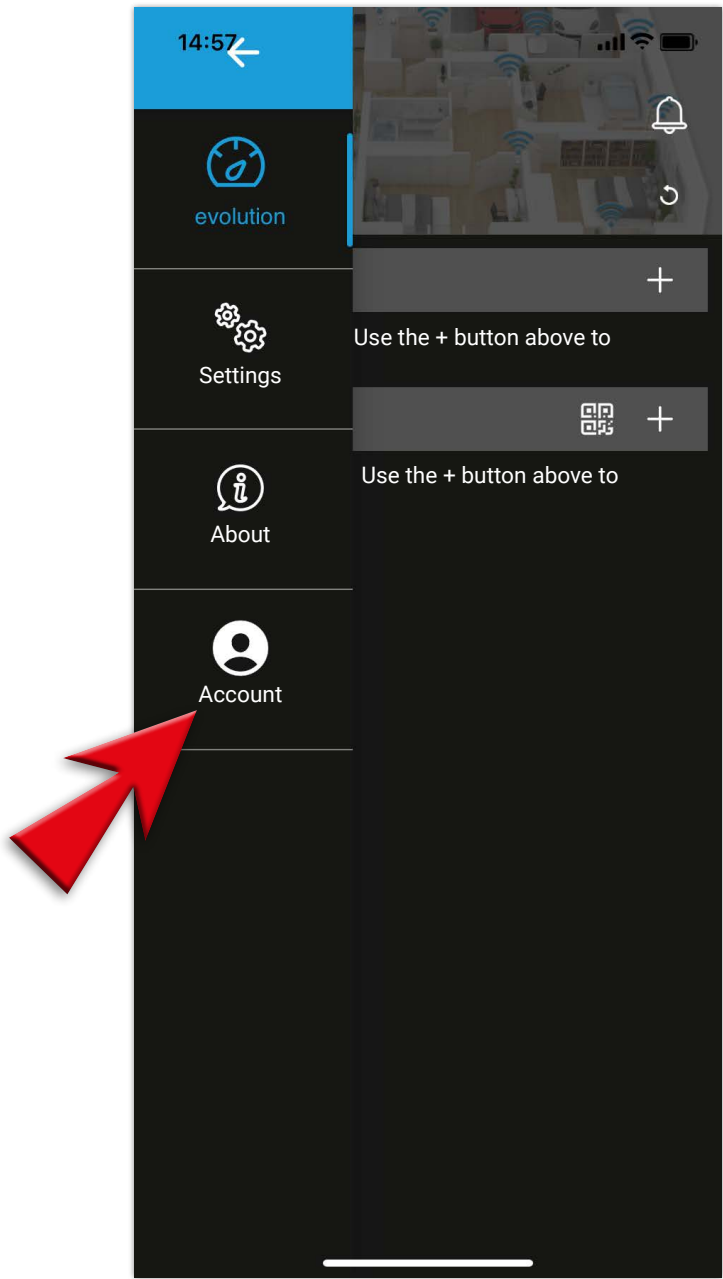 14:57
evolution
Settings
Use the + button above to
Use the + button above to
About
Account